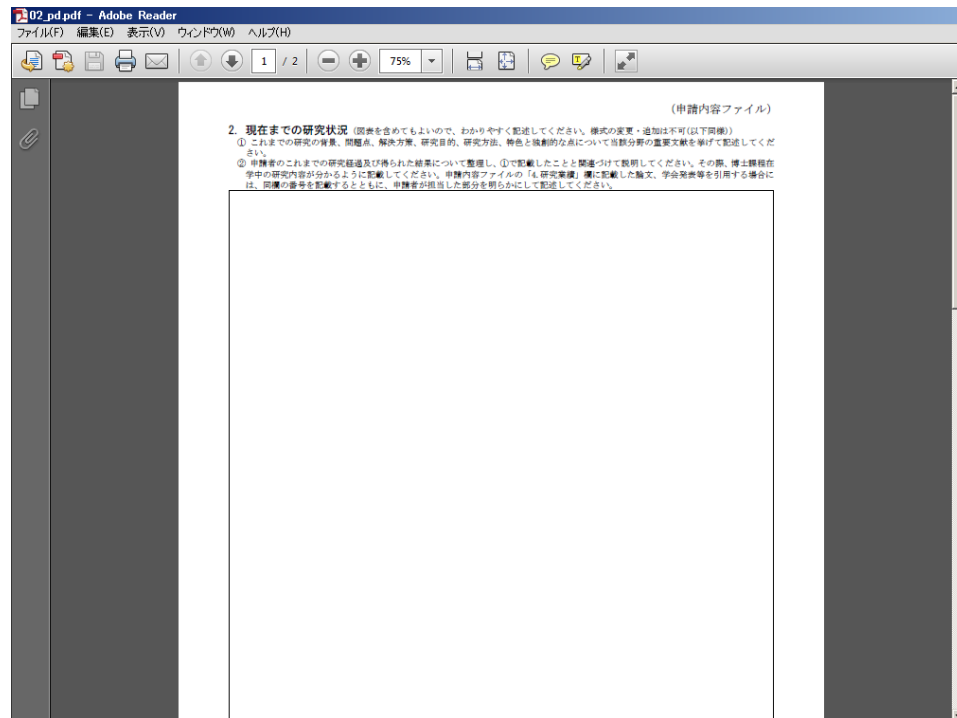 02_pd.pdf - Adobe Reader
ファイル(F) 編集(E) 表示(V) ウィンドウ(W) ヘルプ(H)
1 / 2 75%
(申請内容ファイル)
2. 現在までの研究状況 (図表を含めてもよいので、わかりやすく記述してください。様式の変更・追加は不可(以下同様))
① これまでの研究の背景、問題点、解決方策、研究目的、研究方法、特色と独創的な点について当該分野の重要文献を挙げて記述してくだ
さい。
② 申請者のこれまでの研究経過及び得られた結果について整理し、①で記載したことと関連づけて説明してください。その際、博士課程在
学中の研究内容が分かるように記載してください。申請内容ファイルの「4.研究業績」欄に記載した論文、学会発表等を引用する場合に
は、同欄の番号を記載するとともに、申請者が担当した部分を明らかにして記述してください。